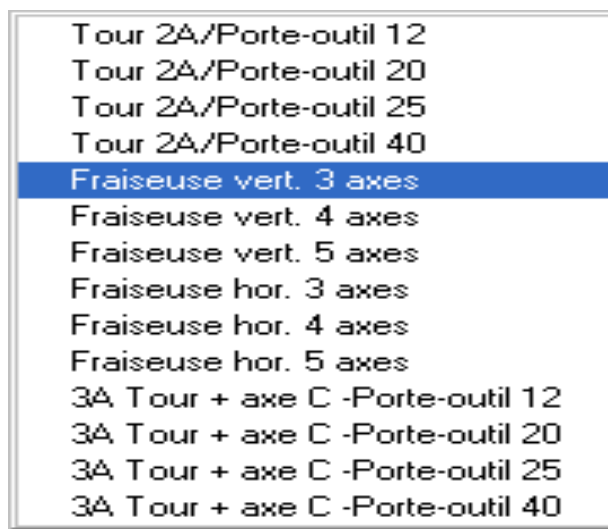 Tour 2A/Porte-outil 12
Tour 2A/Porte-outil 20
Tour 2A/Porte-outil 25
Tour 2A/Porte-outil 40
Fraiseuse vert. 3 axes
Fraiseuse vert. 4 axes
Fraiseuse vert. 5 axes
Fraiseuse hor. 3 axes
Fraiseuse hor. 4 axes
Fraiseuse hor. 5 axes
3A Tour + axe C -Porte-outil 12
3A Tour + axe C -Porte-outil 20
3A Tour + axe C -Porte-outil 25
3A Tour + axe C -Porte-outil 40